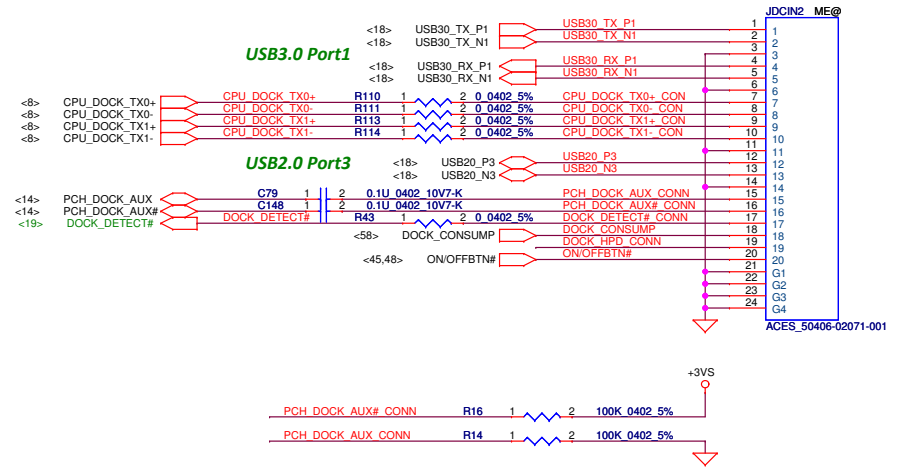 JDCIN2 ME@
<18> USB30_TX_P1 USB30_TX_P1 1 1
<18> USB30_TX_N1 USB30_TX_N1 2 2
USB3.0 Port1
3 3
<18> USB30_RX_P1 USB30_RX_P1 4 4
<18> USB30_RX_N1 USB30_RX_N1 5 5
6 6
<8> CPU_DOCK_TX0+ CPU_DOCK_TX0+ R110 1 2 0_0402_5% CPU_DOCK_TX0+_CON 7 7
<8> CPU_DOCK_TX0- CPU_DOCK_TX0- R111 1 2 0_0402_5% CPU_DOCK_TX0-_CON 8 8
<8> CPU_DOCK_TX1+ CPU_DOCK_TX1+ R113 1 2 0_0402_5% CPU_DOCK_TX1+_CON 9 9
<8> CPU_DOCK_TX1- CPU_DOCK_TX1- R114 1 2 0_0402_5% CPU_DOCK_TX1-_CON 10 10
11 11
USB2.0 Port3
<18> USB20_P3 USB20_P3 12 12
<18> USB20_N3 USB20_N3 13 13
14 14
<14> PCH_DOCK_AUX C79 1 2 0.1U_0402_10V7-K PCH_DOCK_AUX_CONN 15 15
<14> PCH_DOCK_AUX# C148 1 2 0.1U_0402_10V7-K PCH_DOCK_AUX#_CONN 16 16
<19> DOCK_DETECT# DOCK_DETECT# R43 1 2 0_0402_5% DOCK_DETECT#_CONN 17 17
<58> DOCK_CONSUMP DOCK_CONSUMP 18 18
DOCK_HPD_CONN 19 19
<45,48> ON/OFFBTN# ON/OFFBTN# 20 20
21 G1
22 G2
23 G3
24 G4
ACES_50406-02071-001
+3VS
PCH_DOCK_AUX#_CONN R16 1 2 100K_0402_5%
PCH_DOCK_AUX_CONN R14 1 2 100K_0402_5%